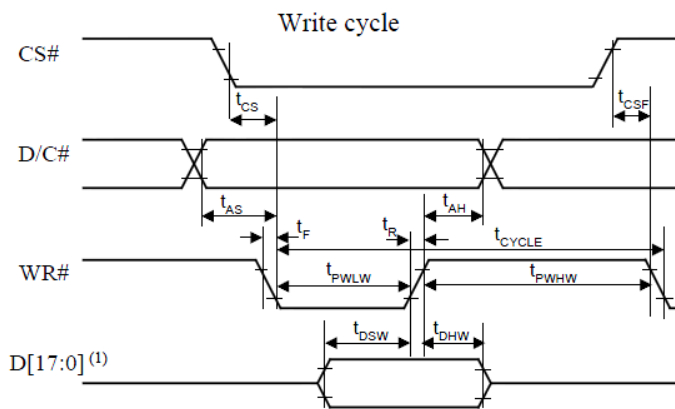 Write cycle
CS#
tCS
tCSF
D/C#
tAS
tAH
tF
tR
tCYCLE
WR#
tPWLW
tPWHW
tDSW
tDHW
D[17:0] (1)